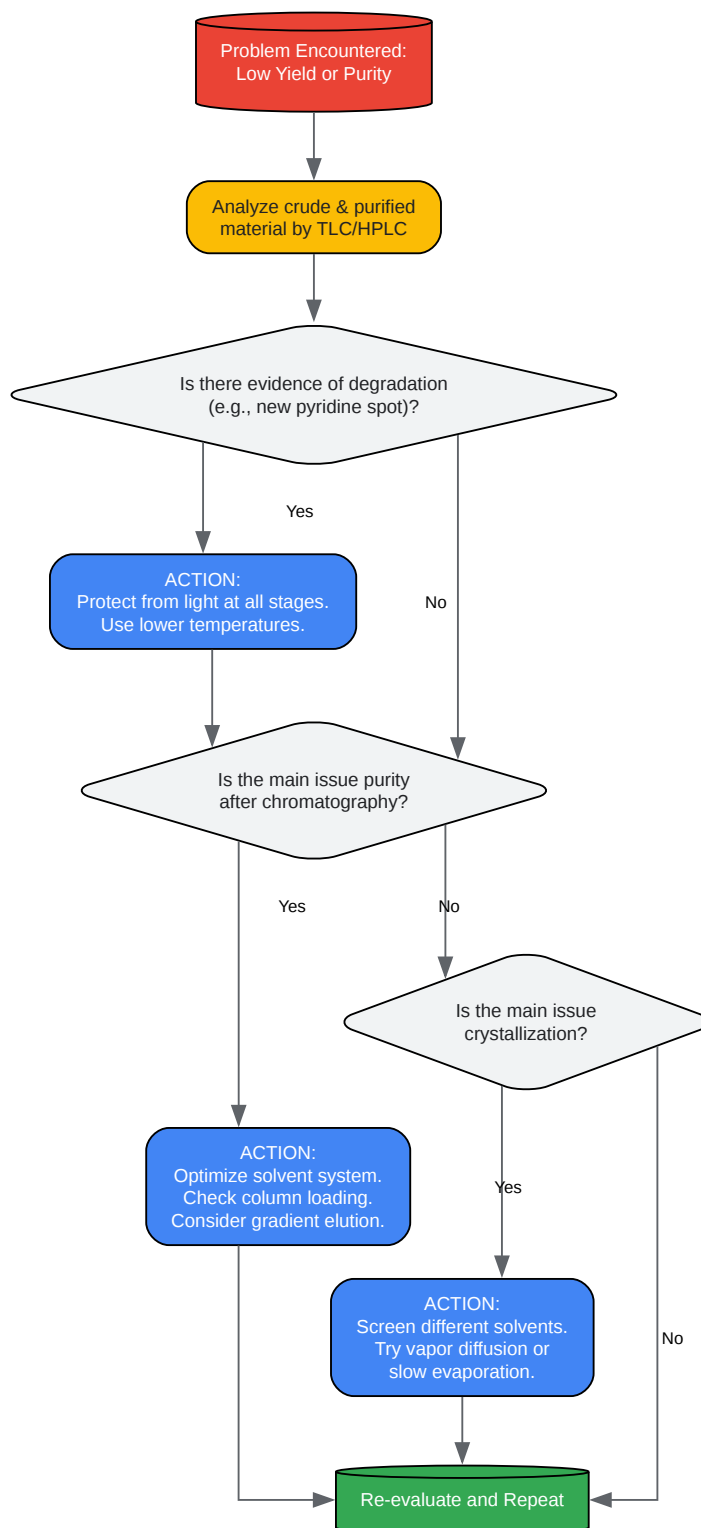 Problem Encountered:
Low Yield or Purity
Analyze crude & purified
material by TLC/HPLC
Is there evidence of degradation
(e.g., new pyridine spot)?
Yes
ACTION:
Protect from light at all stages.
Use lower temperatures.
No
Is the main issue purity
after chromatography?
Yes
No
Is the main issue
crystallization?
ACTION:
Optimize solvent system.
Check column loading.
Consider gradient elution.
Yes
ACTION:
Screen different solvents.
Try vapor diffusion or
slow evaporation.
No
Re-evaluate and Repeat